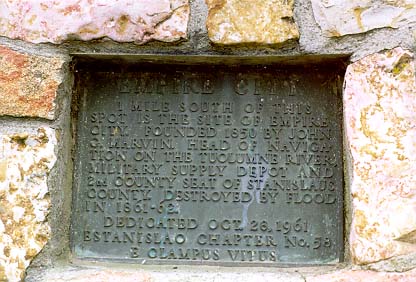 EMPIRE CITY
1 MILE SOUTH OF THIS
SPOT IS THE SITE OF EMPIRE
CITY. FOUNDED 1850 BY JOHN
C. MARVIN. HEAD OF NAVIGA
TION ON THE TUOLUMNE RIVER
MILITARY SUPPLY DEPOT AND
2ND COUNTY SEAT OF STANISLAUS
COUNTY. DESTROYED BY FLOOD
IN 1861-62.
DEDICATED OCT. 28, 1961
ESTANISLAO CHAPTER No. 58
E CLAMPUS VITUS